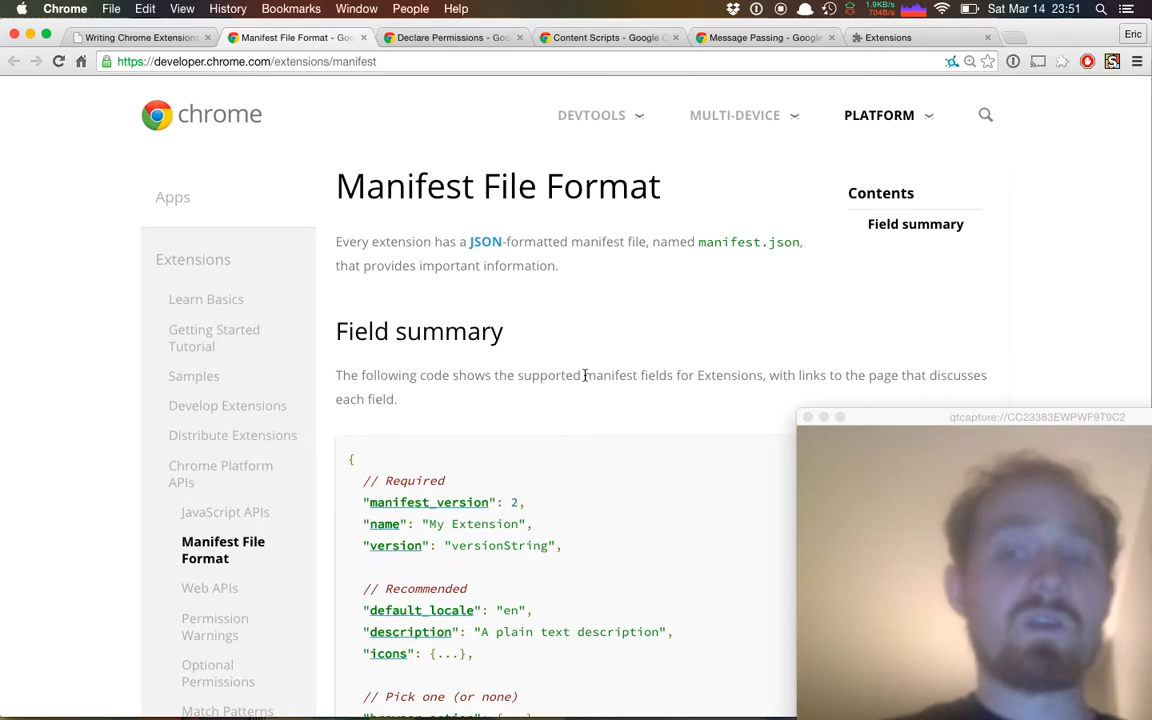 Chrome File Edit View History Bookmarks Window People Help
1.9KB/s
704B/s
Sat Mar 14 23:51
Writing Chrome Extensions
Manifest File Format - Goo
Declare Permissions - Goo
Content Scripts - Google C
Message Passing - Google
Extensions
Eric
https://developer.chrome.com/extensions/manifest
chrome
DEVTOOLS
MULTI-DEVICE
PLATFORM
Apps
Extensions
Learn Basics
Getting Started
Tutorial
Samples
Develop Extensions
Distribute Extensions
Chrome Platform
APIs
JavaScript APIs
Manifest File
Format
Web APIs
Permission
Warnings
Optional
Permissions
Match Patterns
Manifest File Format
Every extension has a JSON-formatted manifest file, named manifest.json,
that provides important information.
Field summary
The following code shows the supported manifest fields for Extensions, with links to the page that discusses
each field.
{
// Required
"manifest_version": 2,
"name": "My Extension",
"version": "versionString",
// Recommended
"default_locale": "en",
"description": "A plain text description",
"icons": {...},
// Pick one (or none)
"browser_action": {...},
Contents
Field summary
qtcapture://CC23383EWPWF9T9C2